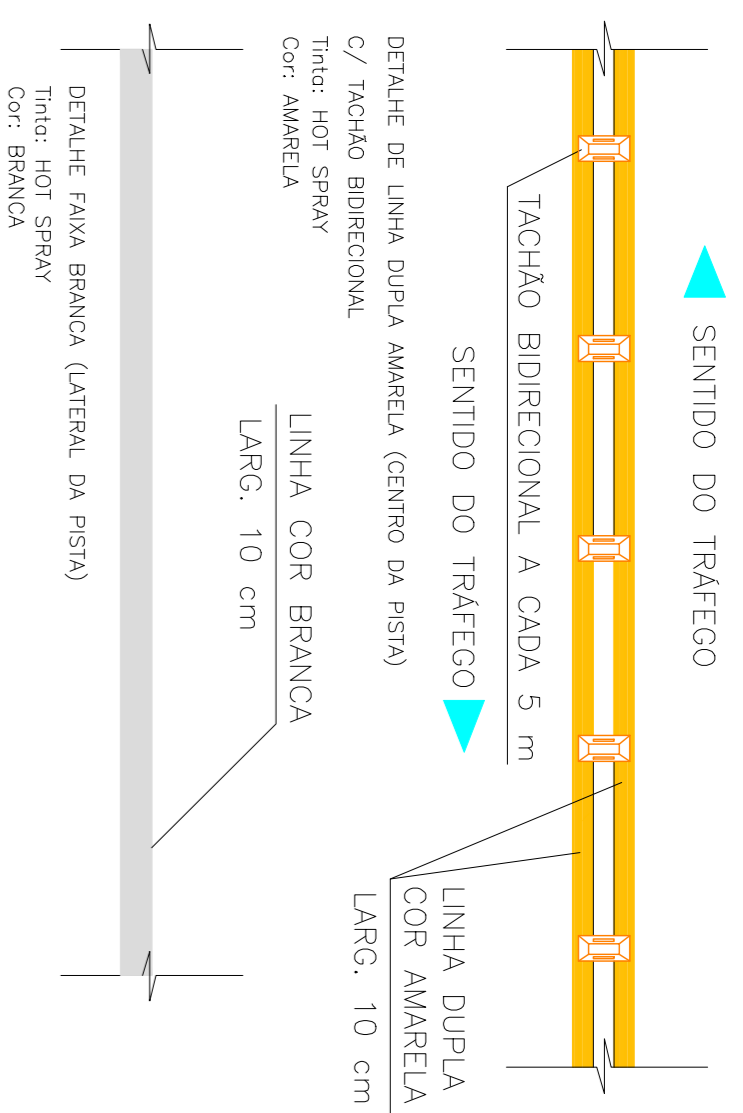 SENTIDO DO TRÁFEGO
TACHÃO BIDIRECIONAL A CADA 5 m
SENTIDO DO TRÁFEGO
LINHA DUPLA
COR AMARELA
LARG. 10 cm
DETALHE DE LINHA DUPLA AMARELA (CENTRO DA PISTA)
C/ TACHÃO BIDIRECIONAL
Tinta: HOT SPRAY
Cor: AMARELA
LINHA COR BRANCA
LARG. 10 cm
DETALHE FAIXA BRANCA (LATERAL DA PISTA)
Tinta: HOT SPRAY
Cor: BRANCA